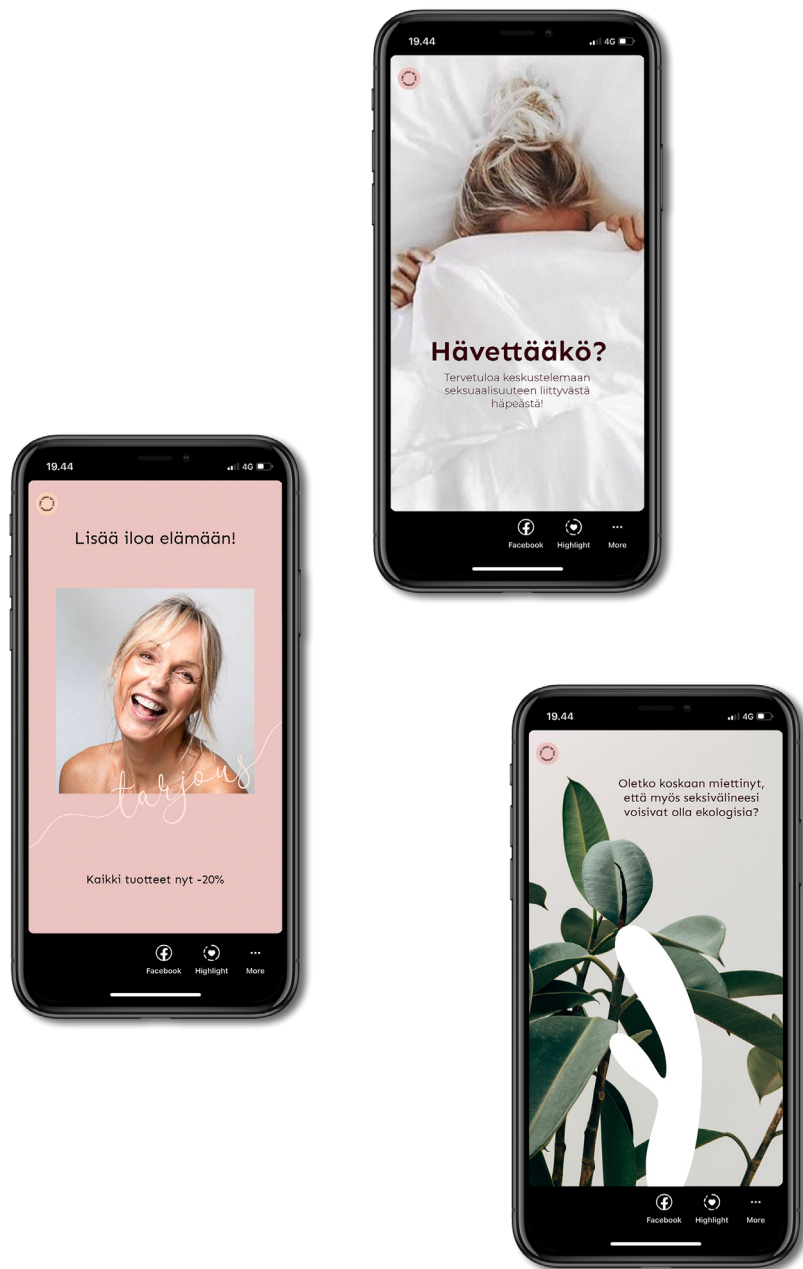 19.44
4G
Hävettääkö?
Tervetuloa keskustelemaan
seksuaalisuuteen liittyvästä
häpeästä!
Facebook Highlight More
19.44
4G
Lisää iloa elämään!
tarjous
Kaikki tuotteet nyt -20%
Facebook Highlight More
19.44
4G
Oletko koskaan miettinyt,
että myös seksivälineesi
voisivat olla ekologisia?
Facebook Highlight More